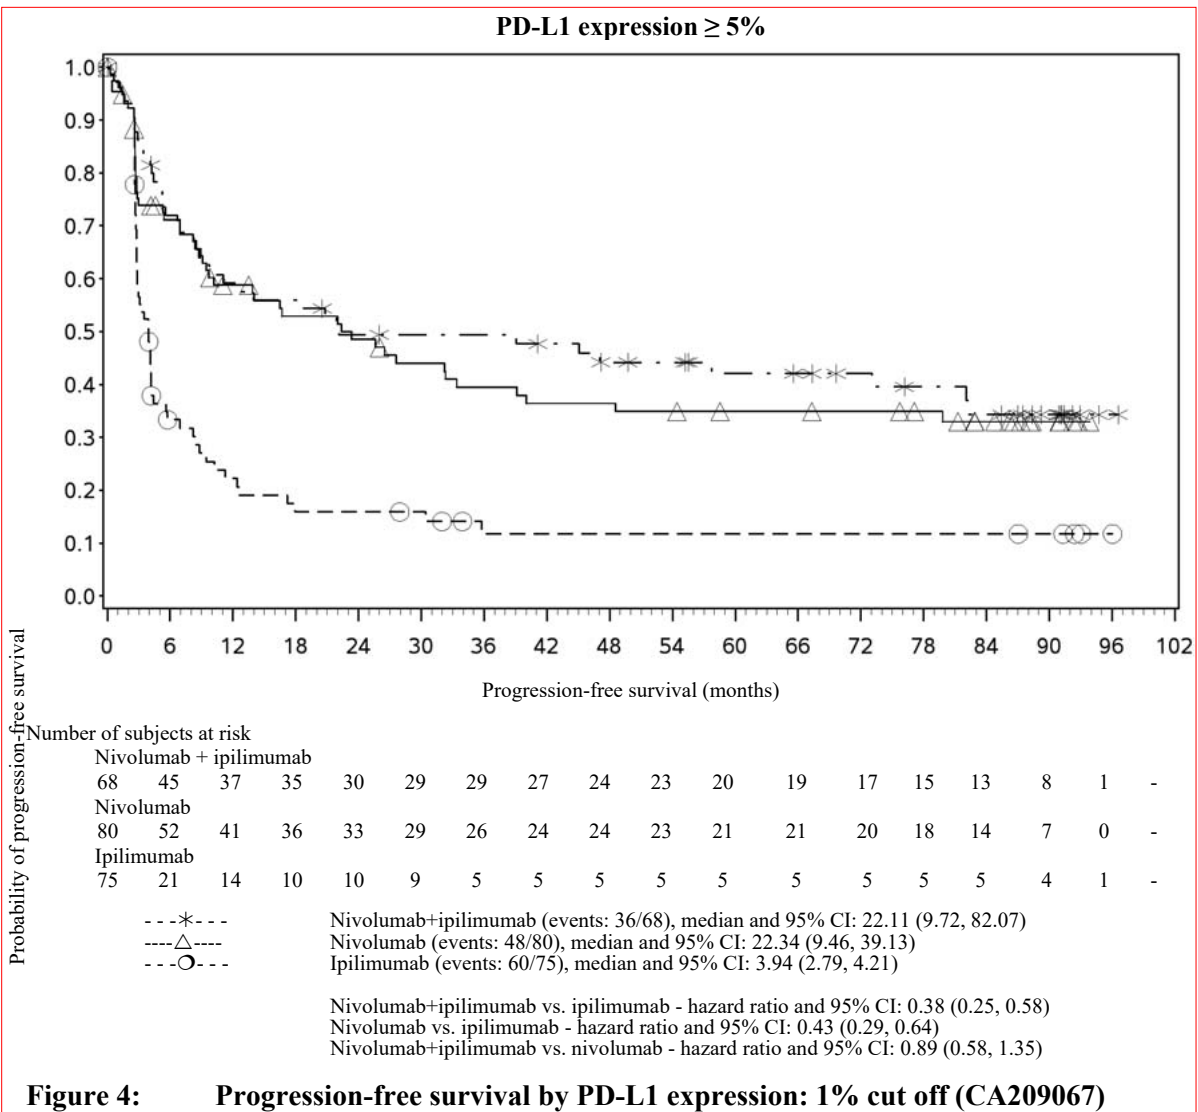 PD-L1 expression ≥ 5%
1.0
0.9
0.8
0.7
0.6
0.5
0.4
0.3
0.2
0.1
0.0
0 6 12 18 24 30 36 42 48 54 60 66 72 78 84 90 96 102
Probability of progression-free survival
Progression-free survival (months)
Number of subjects at risk
Nivolumab + ipilimumab
68 45 37 35 30 29 29 27 24 23 20 19 17 15 13 8 1 -
Nivolumab
80 52 41 36 33 29 26 24 24 23 21 21 20 18 14 7 0 -
Ipilimumab
75 21 14 10 10 9 5 5 5 5 5 5 5 5 5 4 1 -
- - -*- - - Nivolumab+ipilimumab (events: 36/68), median and 95% CI: 22.11 (9.72, 82.07)
----△---- Nivolumab (events: 48/80), median and 95% CI: 22.34 (9.46, 39.13)
- - -❍- - - Ipilimumab (events: 60/75), median and 95% CI: 3.94 (2.79, 4.21)
Nivolumab+ipilimumab vs. ipilimumab - hazard ratio and 95% CI: 0.38 (0.25, 0.58)
Nivolumab vs. ipilimumab - hazard ratio and 95% CI: 0.43 (0.29, 0.64)
Nivolumab+ipilimumab vs. nivolumab - hazard ratio and 95% CI: 0.89 (0.58, 1.35)
Figure 4: Progression-free survival by PD-L1 expression: 1% cut off (CA209067)